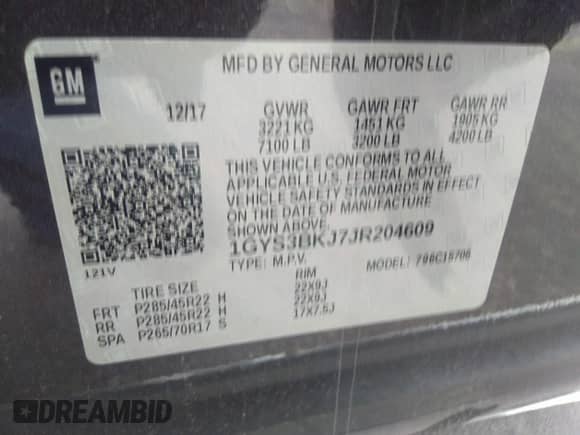 GM
MFD BY GENERAL MOTORS LLC
12/17 GVWR GAWR FRT GAWR RR
3221 KG 1451 KG 1905 KG
7100 LB 3200 LB 4200 LB
THIS VEHICLE CONFORMS TO ALL
APPLICABLE U.S. FEDERAL MOTOR
VEHICLE SAFETY STANDARDS IN EFFECT
ON THE DATE OF MANUFACTURE
SHOWN ABOVE.
1GYS3BKJ7JR204609
121V TYPE: M.P.V. MODEL: 796C15706
TIRE SIZE RIM
FRT P285/45R22 H 22X9J
RR P285/45R22 H 22X9J
SPA P265/70R17 S 17X7.5J
DREAMBID